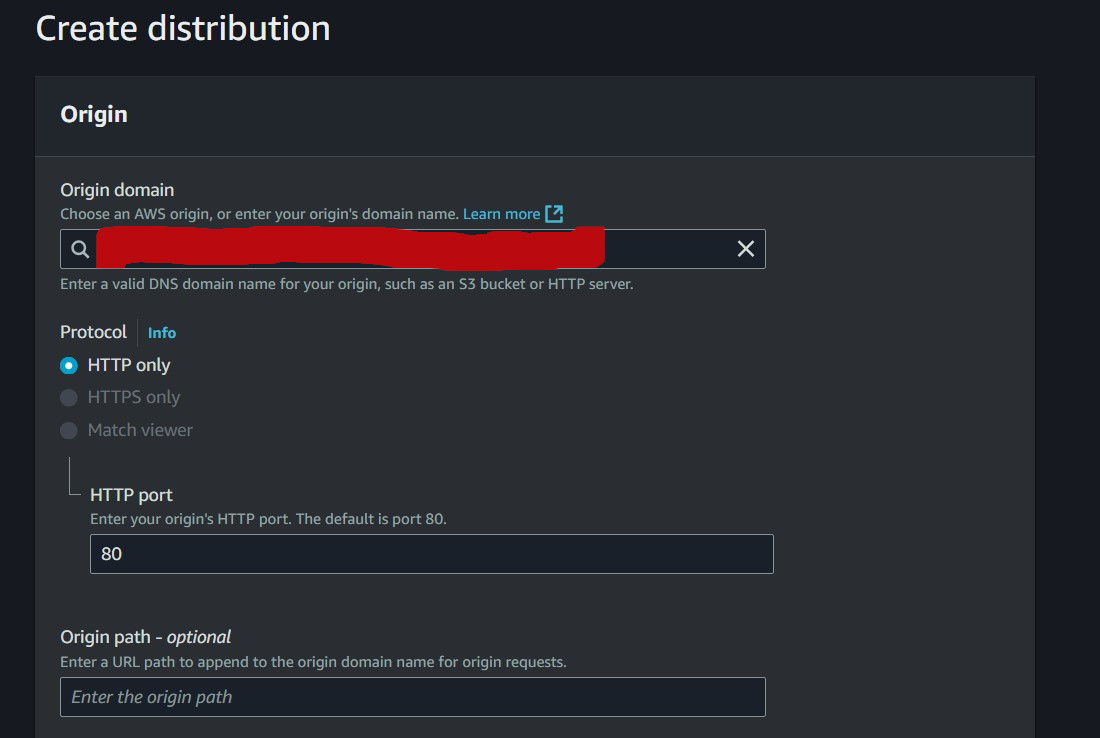 Create distribution
Origin
Origin domain
Choose an AWS origin, or enter your origin's domain name. Learn more
Enter a valid DNS domain name for your origin, such as an S3 bucket or HTTP server.
Protocol Info
HTTP only
HTTPS only
Match viewer
HTTP port
Enter your origin's HTTP port. The default is port 80.
80
Origin path - optional
Enter a URL path to append to the origin domain name for origin requests.
Enter the origin path